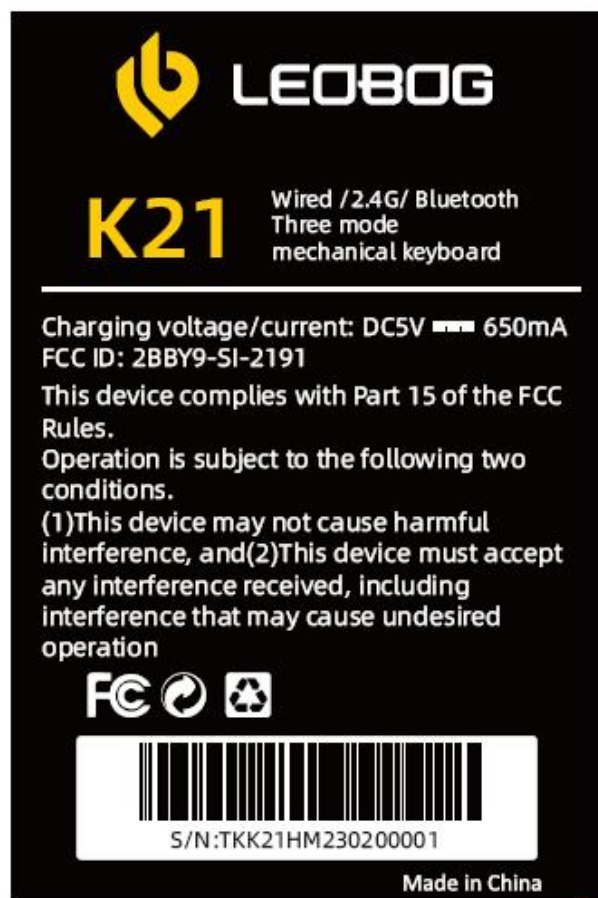 LEOBOG
K21
Wired /2.4G/ Bluetooth
Three mode
mechanical keyboard
Charging voltage/current: DC5V ⎓ 650mA
FCC ID: 2BBY9-SI-2191
This device complies with Part 15 of the FCC
Rules.
Operation is subject to the following two
conditions.
(1)This device may not cause harmful
interference, and(2)This device must accept
any interference received, including
interference that may cause undesired
operation
FC
S/N:TKK21HM230200001
Made in China